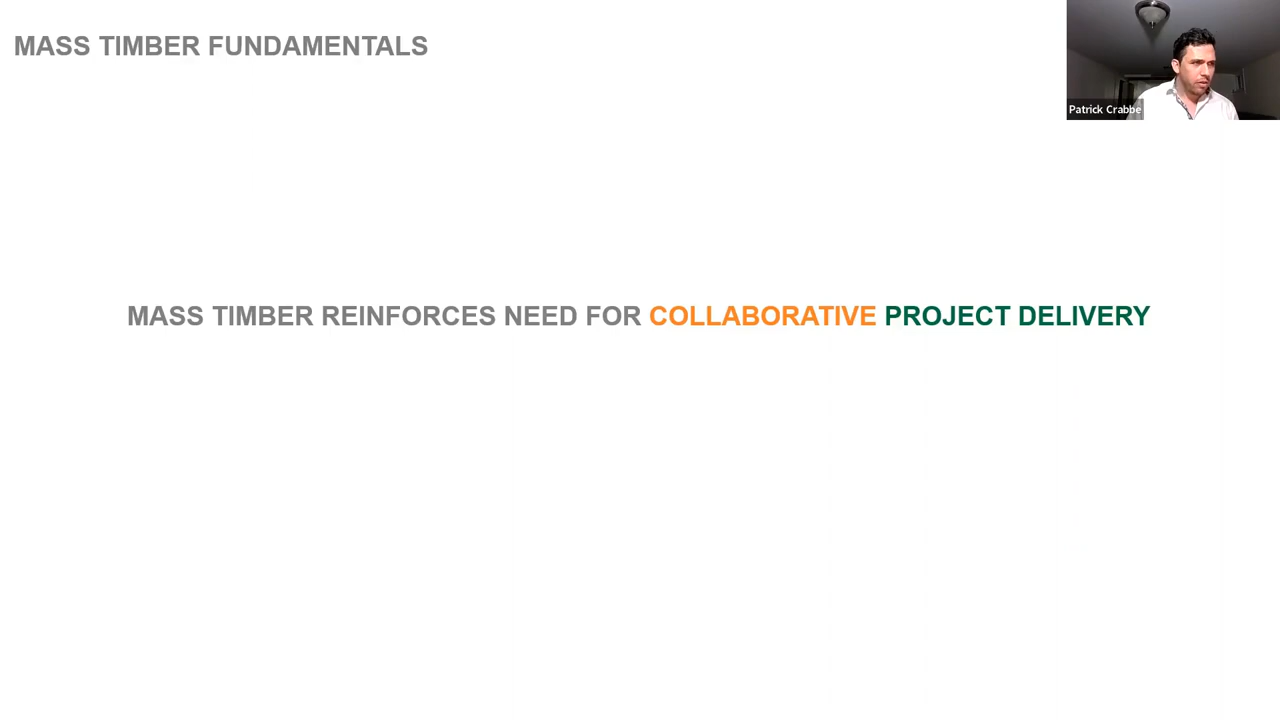 MASS TIMBER FUNDAMENTALS
Patrick Crabbe
MASS TIMBER REINFORCES NEED FOR COLLABORATIVE PROJECT DELIVERY